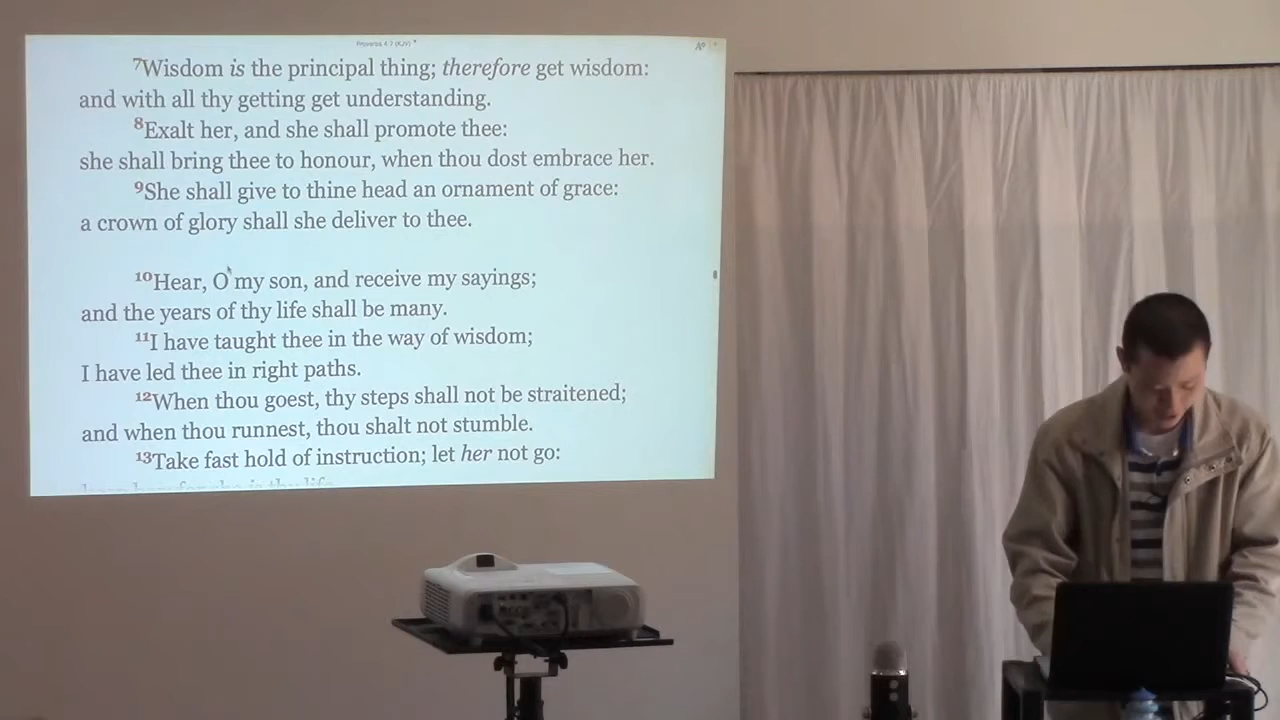 Proverbs 4:7 (KJV)
7Wisdom is the principal thing; therefore get wisdom:
and with all thy getting get understanding.
8Exalt her, and she shall promote thee:
she shall bring thee to honour, when thou dost embrace her.
9She shall give to thine head an ornament of grace:
a crown of glory shall she deliver to thee.
10Hear, O my son, and receive my sayings;
and the years of thy life shall be many.
11I have taught thee in the way of wisdom;
I have led thee in right paths.
12When thou goest, thy steps shall not be straitened;
and when thou runnest, thou shalt not stumble.
13Take fast hold of instruction; let her not go: